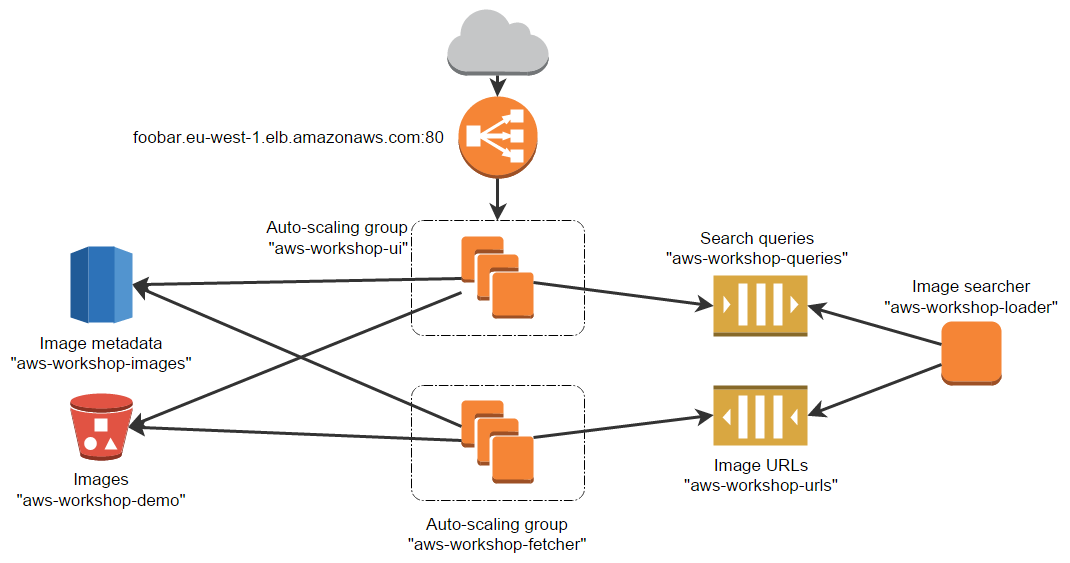 foobar.eu-west-1.elb.amazonaws.com:80
Auto-scaling group
"aws-workshop-ui"
Search queries
"aws-workshop-queries"
Image searcher
"aws-workshop-loader"
Image metadata
"aws-workshop-images"
Images
"aws-workshop-demo"
Image URLs
"aws-workshop-urls"
Auto-scaling group
"aws-workshop-fetcher"